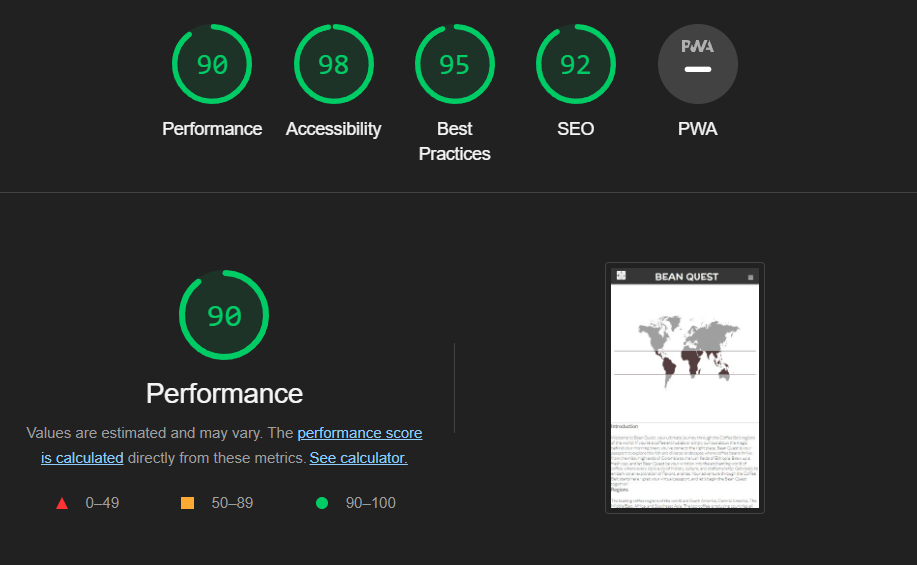 90
98
95
92
PWA
Performance
Accessibility
Best
Practices
SEO
PWA
90
Performance
Values are estimated and may vary. The performance score
is calculated directly from these metrics. See calculator.
0–49
50–89
90–100
BEAN QUEST
Introduction
Regions